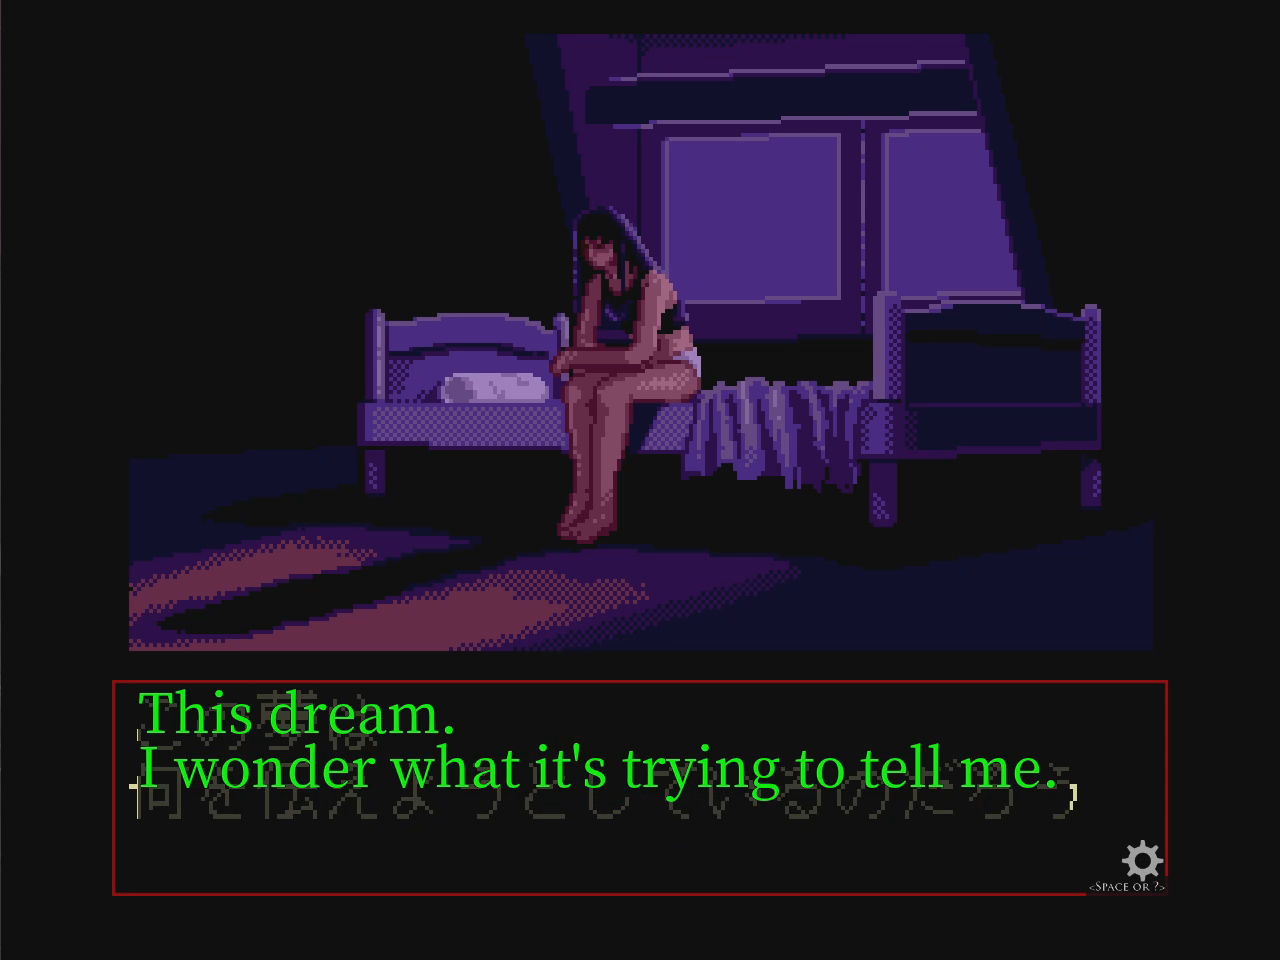 This dream.
この夢は
I wonder what it's trying to tell me.
何を伝えようとしているのだろう
<SPACE OR ?>